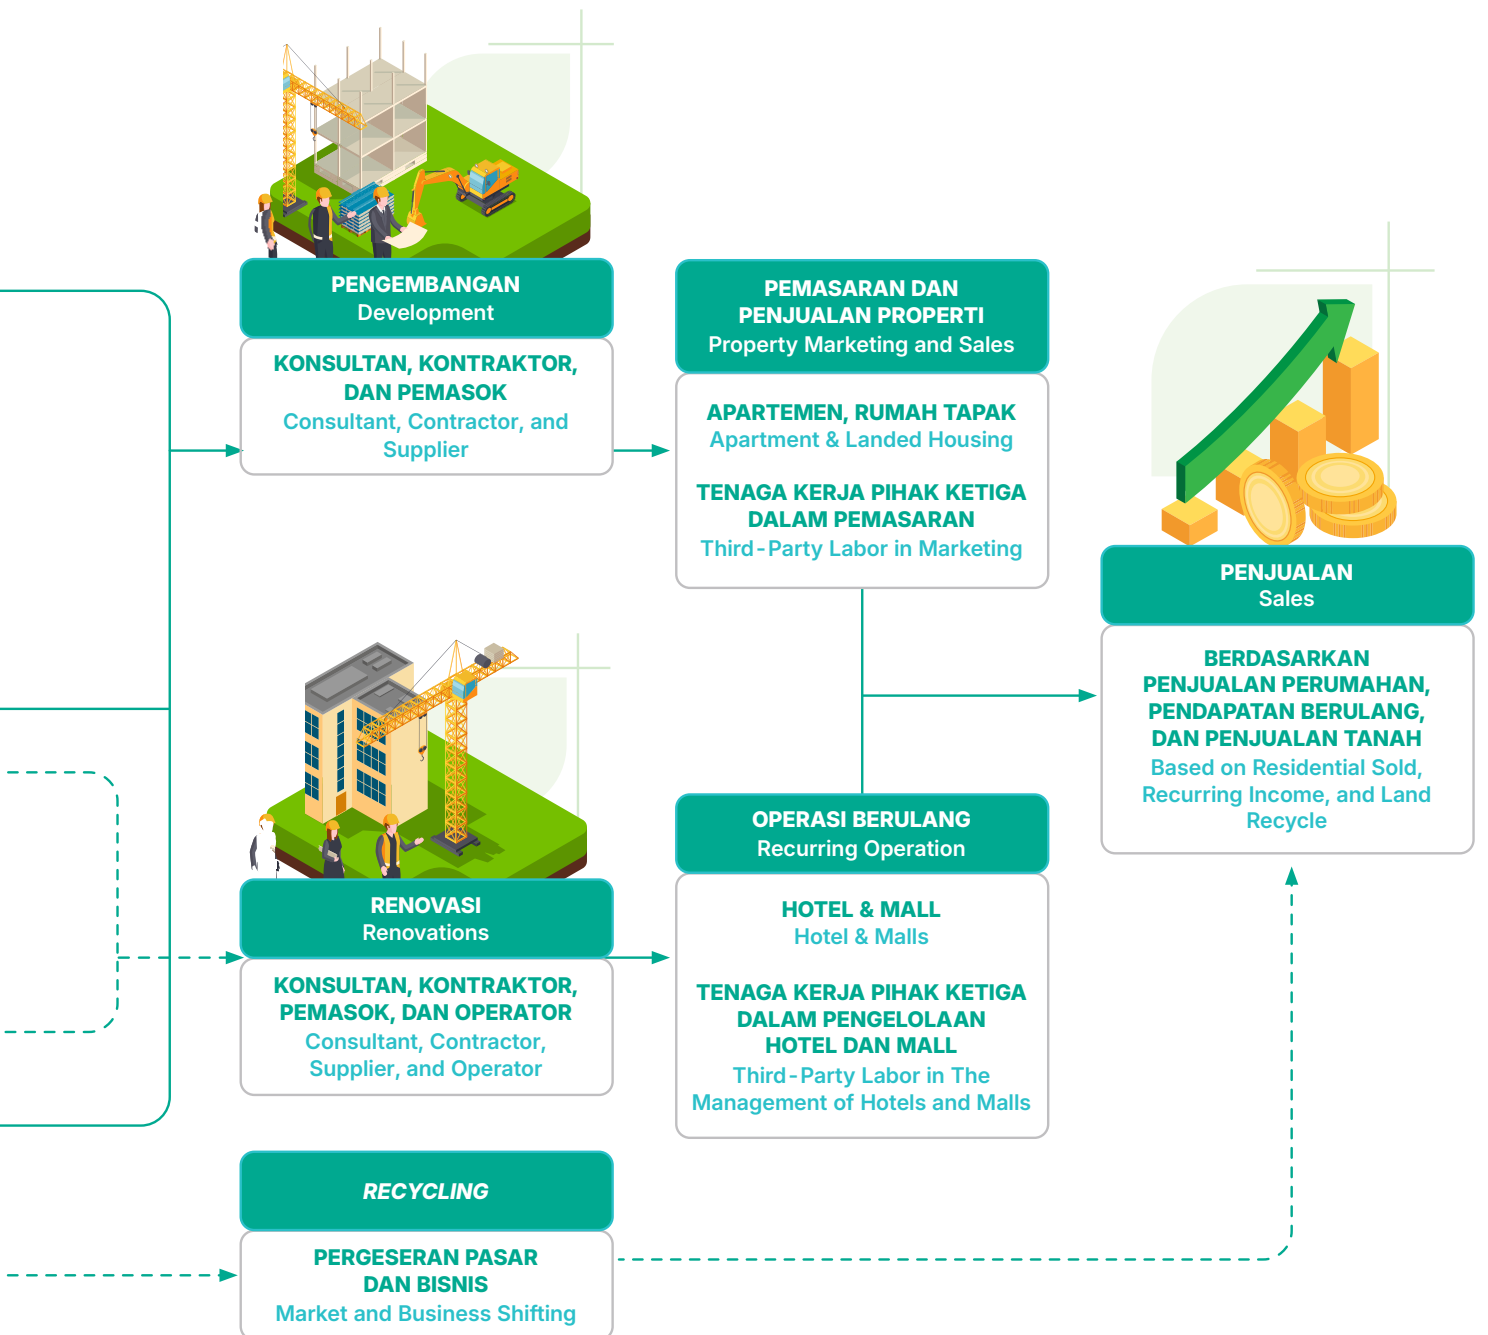 PENGEMBANGAN
Development
KONSULTAN, KONTRAKTOR,
DAN PEMASOK
Consultant, Contractor, and
Supplier
PEMASARAN DAN
PENJUALAN PROPERTI
Property Marketing and Sales
APARTEMEN, RUMAH TAPAK
Apartment & Landed Housing
TENAGA KERJA PIHAK KETIGA
DALAM PEMASARAN
Third-Party Labor in Marketing
PENJUALAN
Sales
BERDASARKAN
PENJUALAN PERUMAHAN,
PENDAPATAN BERULANG,
DAN PENJUALAN TANAH
Based on Residential Sold,
Recurring Income, and Land
Recycle
RENOVASI
Renovations
KONSULTAN, KONTRAKTOR,
PEMASOK, DAN OPERATOR
Consultant, Contractor,
Supplier, and Operator
OPERASI BERULANG
Recurring Operation
HOTEL & MALL
Hotel & Malls
TENAGA KERJA PIHAK KETIGA
DALAM PENGELOLAAN
HOTEL DAN MALL
Third-Party Labor in The
Management of Hotels and Malls
RECYCLING
PERGESERAN PASAR
DAN BISNIS
Market and Business Shifting